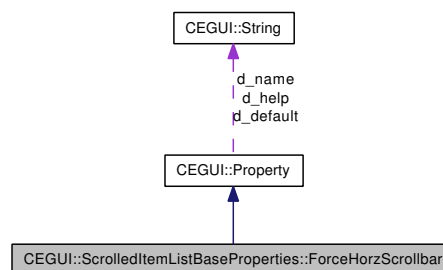 CEGUI::String
d_name
d_help
d_default
CEGUI::Property
CEGUI::ScrolledItemListBaseProperties::ForceHorzScrollbar